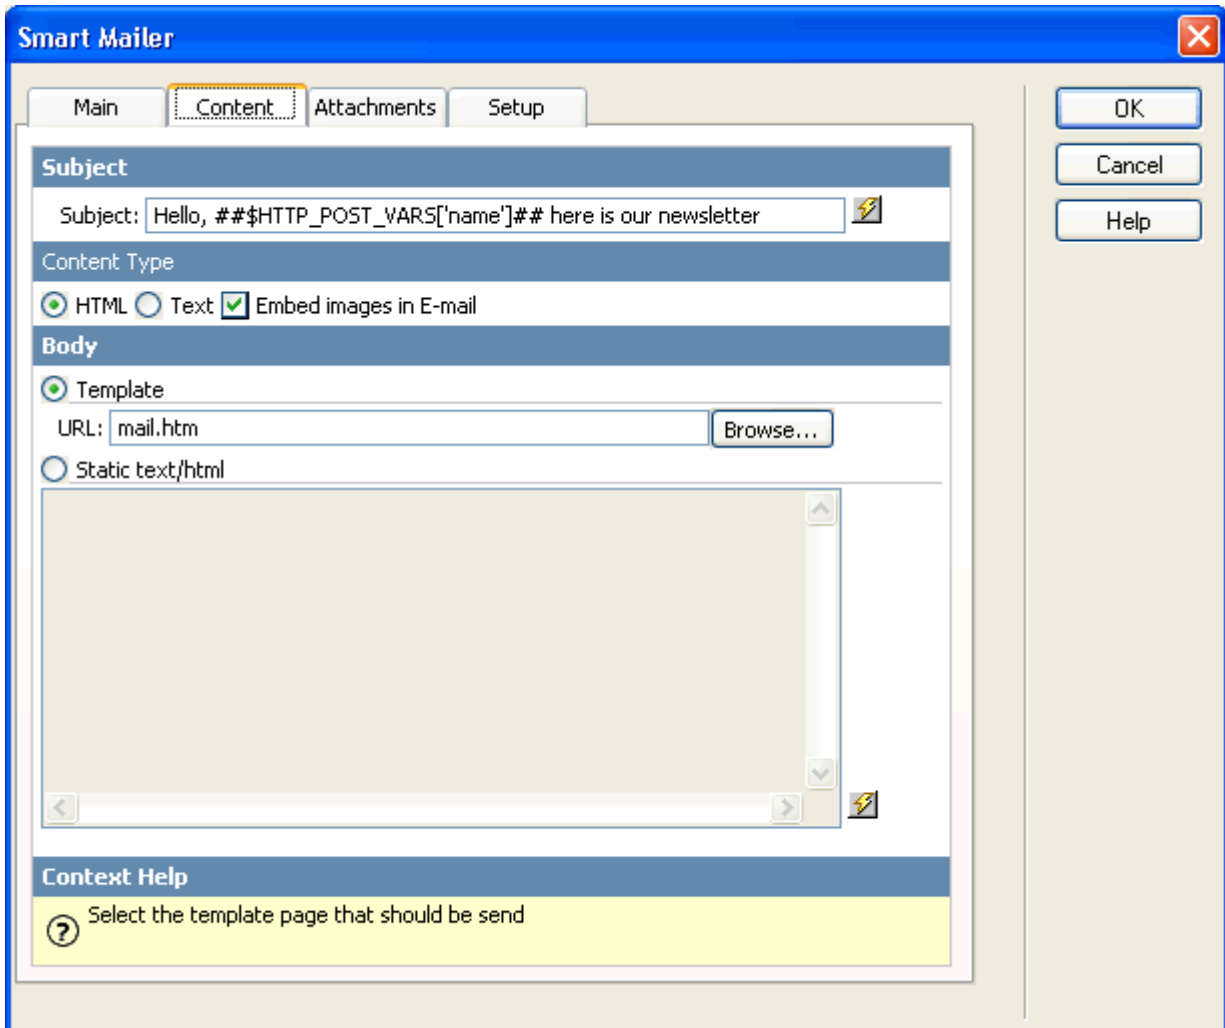 Smart Mailer
Main Content Attachments Setup
OK
Cancel
Help
Subject
Subject: Hello, ##$HTTP_POST_VARS['name']## here is our newsletter
Content Type
HTML Text Embed images in E-mail
Body
Template
URL: mail.htm Browse...
Static text/html
Context Help
Select the template page that should be send